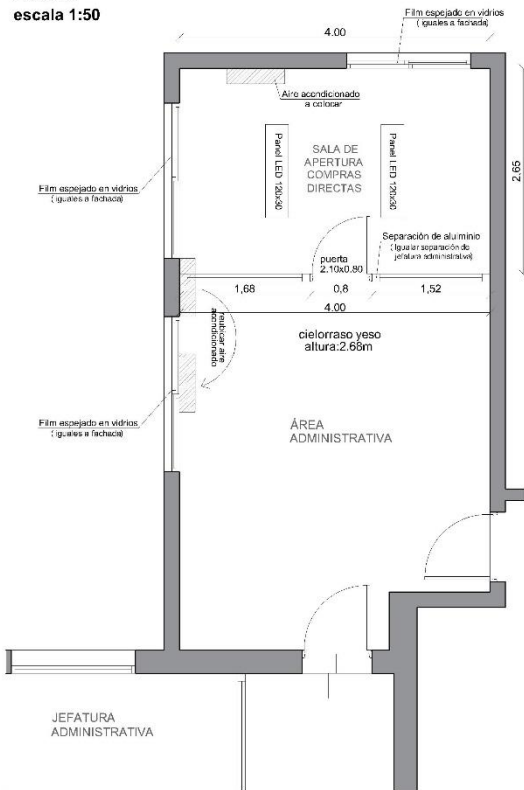 escala 1:50
Film espejado en vidrios
( iguales a fachada)
4.00
Aire acondicionado
a colocar
Panel LED 120x30
SALA DE
APERTURA
COMPRAS
DIRECTAS
Panel LED 120x30
2.65
Film espejado en vidrios
( iguales a fachada)
Separación de aluminio
( Igualar separación de
jefatura administrativa)
puerta
2.10x0.80
1,68
0,8
1,52
4.00
reubicar aire
acondicionado
cielorraso yeso
altura:2.68m
Film espejado en vidrios
( iguales a fachada)
ÁREA
ADMINISTRATIVA
JEFATURA
ADMINISTRATIVA